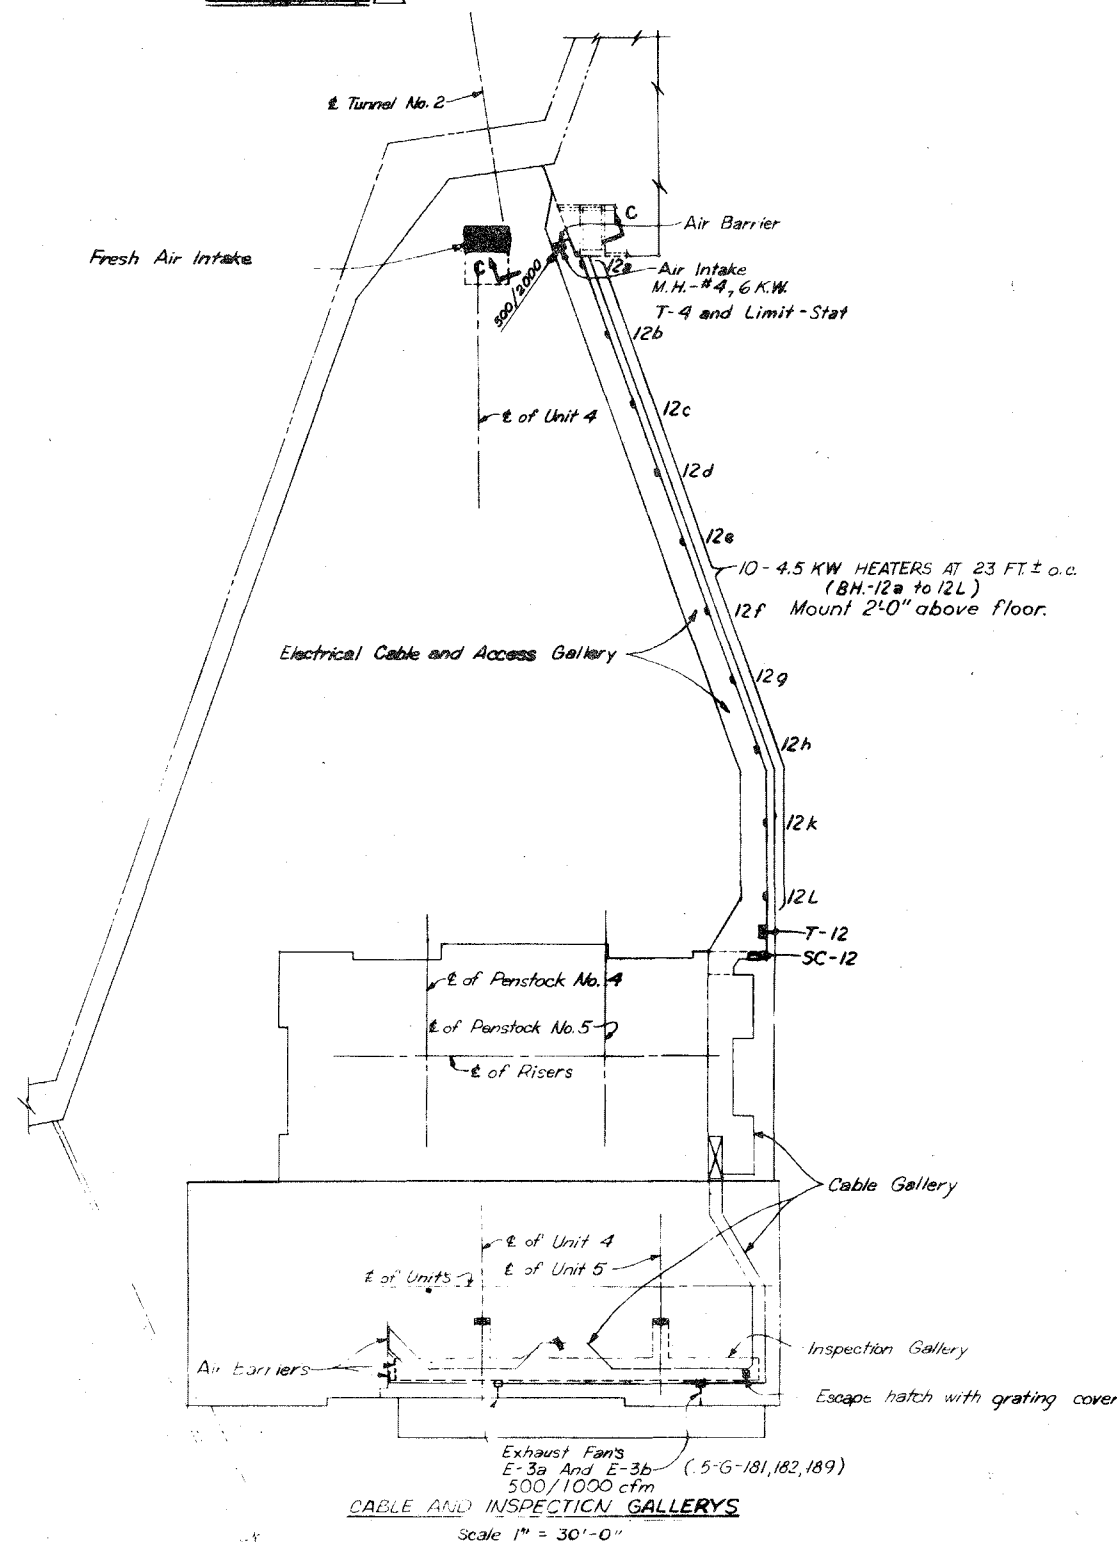 ℄ Tunnel No. 2
Fresh Air Intake
C
C
500/2000
Air Barrier
12a
Air Intake
M.H.-#4, 6 K.W.
T-4 and Limit-Stat
12b
℄ of Unit 4
12c
12d
12e
10 - 4.5 KW HEATERS AT 23 FT. ± o.c.
(BH.-12a to 12L)
12f
Mount 2'-0" above floor.
Electrical Cable and Access Gallery
12g
12h
12k
12L
T-12
SC-12
℄ of Penstock No. 4
℄ of Penstock No. 5
℄ of Risers
Cable Gallery
℄ of Unit 4
℄ of Unit 5
℄ of Units
Inspection Gallery
Air barriers
Escape hatch with grating cover
Exhaust Fan's
E-3a And E-3b (.5-G-181,182,189)
500/1000 cfm
CABLE AND INSPECTION GALLERYS
Scale 1" = 30'-0"